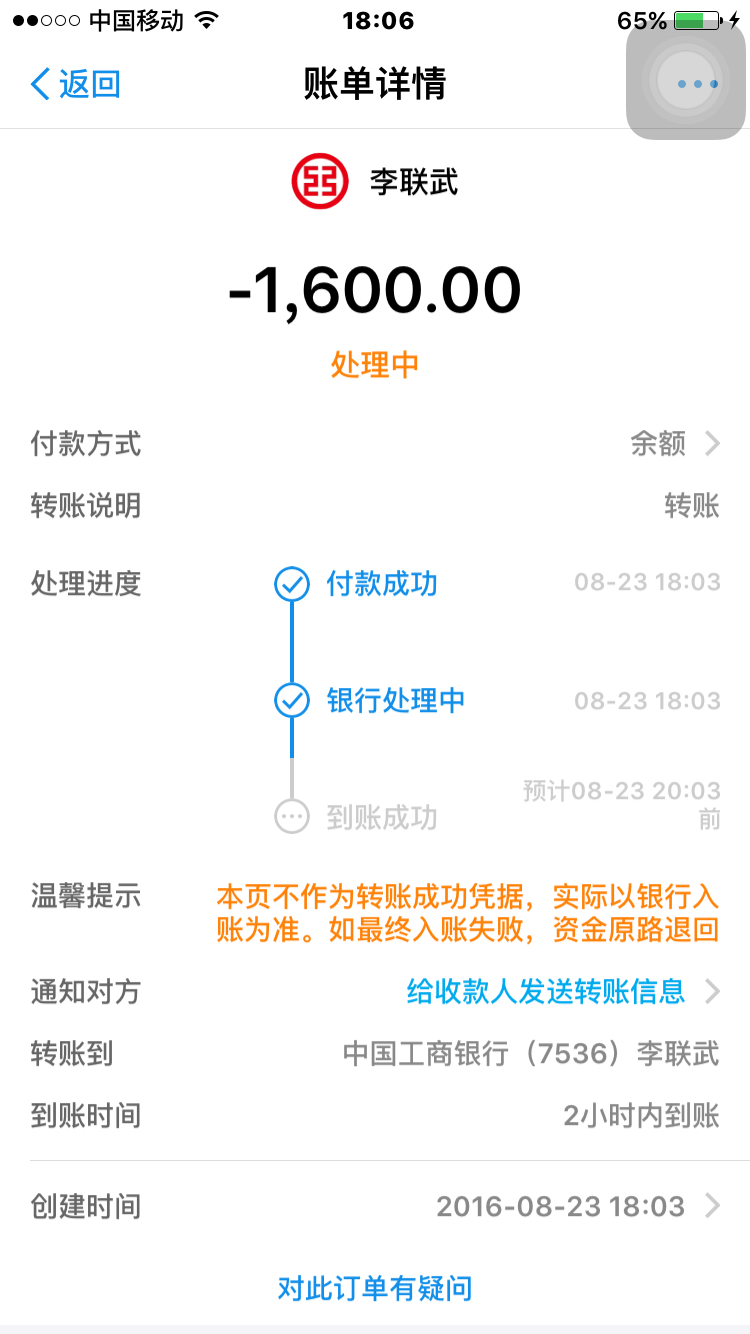 中国移动 18:06 65%
返回 账单详情
李联武
-1,600.00
处理中
付款方式 余额
转账说明 转账
处理进度 付款成功 08-23 18:03
银行处理中 08-23 18:03
到账成功 预计08-23 20:03
前
温馨提示 本页不作为转账成功凭据，实际以银行入
账为准。如最终入账失败，资金原路退回
通知对方 给收款人发送转账信息
转账到 中国工商银行（7536）李联武
到账时间 2小时内到账
创建时间 2016-08-23 18:03
对此订单有疑问